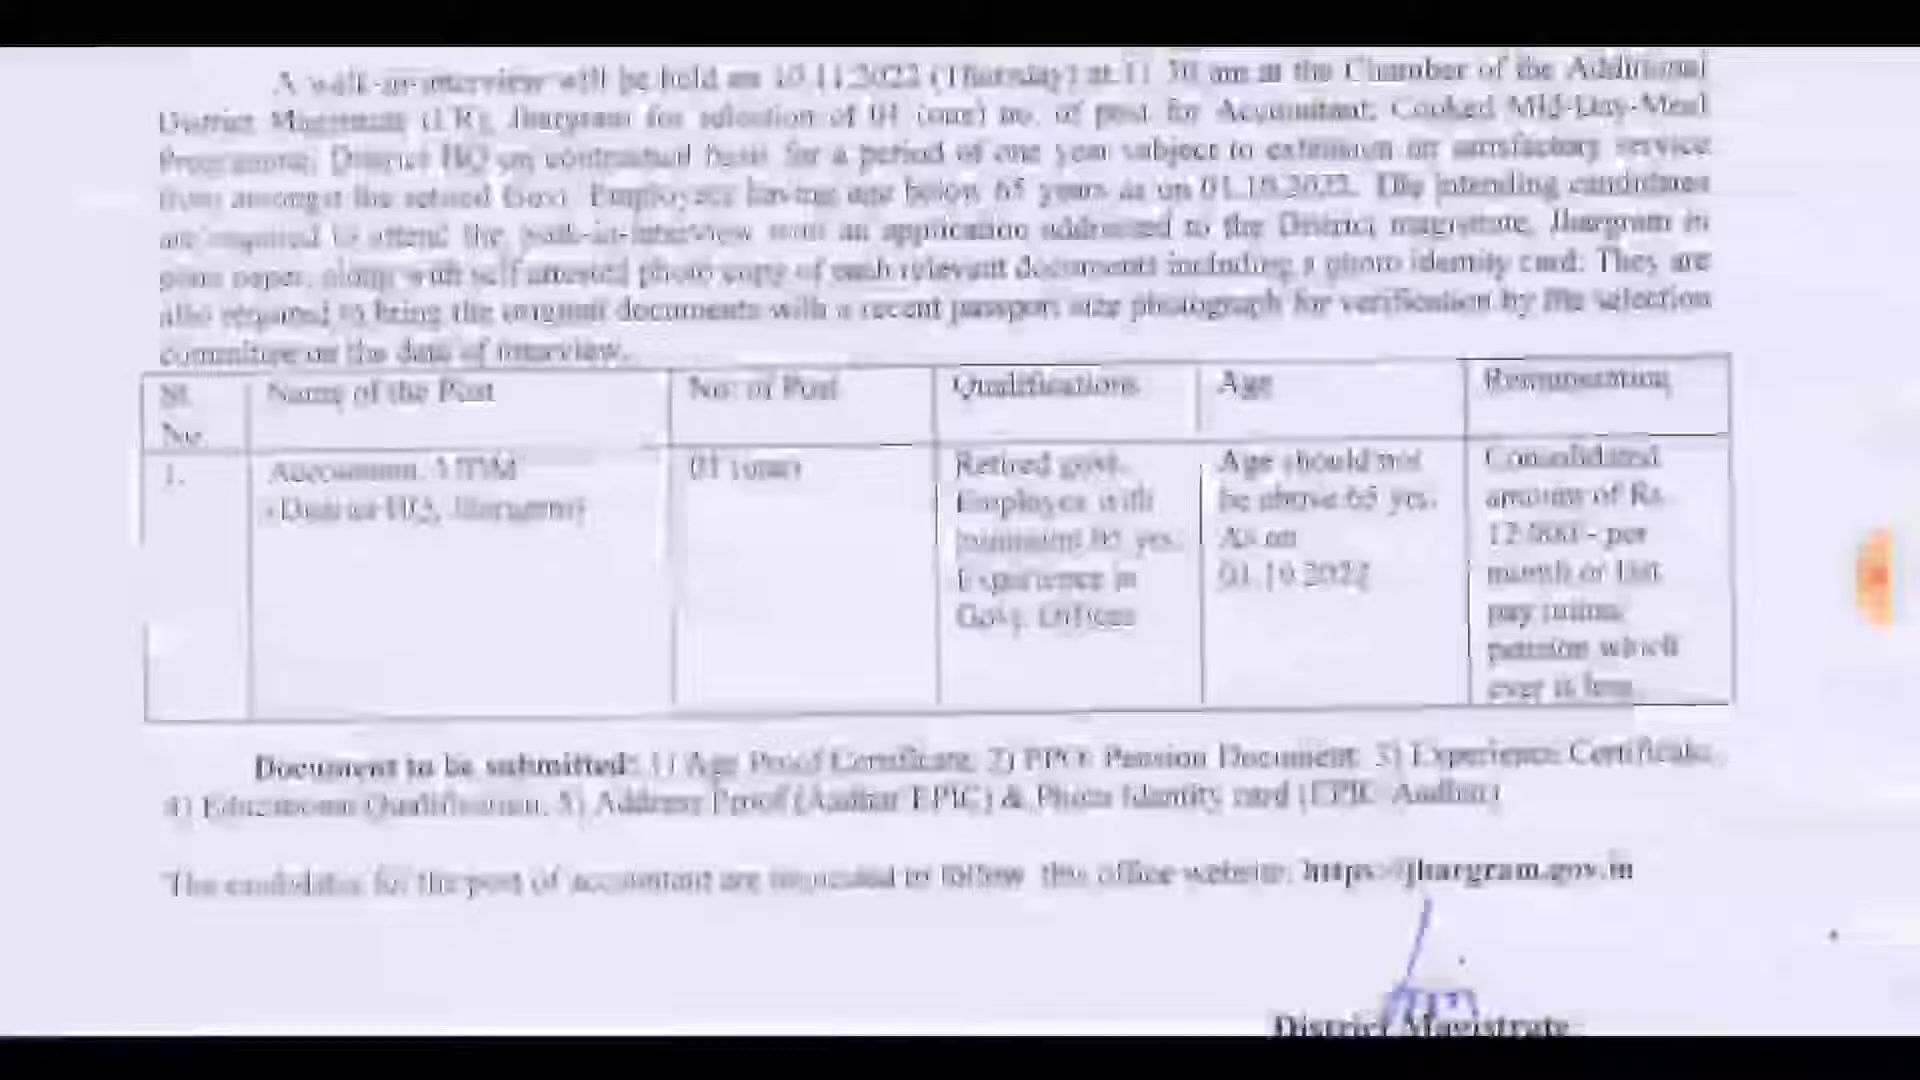 A walk-in-interview will be held on 10.11.2022 (Thursday) at 11.30 am at the Chamber of the Additional
District Magistrate (LR), Jhargram for selection of 01 (one) no. of post for Accountant, Cooked Mid-Day-Meal
Programme, District HQ on contractual basis for a period of one year subject to extension on satisfactory service
from amongst the retired Govt. Employees having age below 65 years as on 01.10.2022. The intending candidates
are required to attend the walk-in-interview with an application addressed to the District magistrate, Jhargram in
plain paper, along with self attested photo copy of each relevant documents including a photo identity card. They are
also required to bring the original documents with a recent passport size photograph for verification by the selection
committee on the date of interview.
Sl. No.
Name of the Post
No. of Post
Qualifications
Age
Remuneration
1.
Accountant, MDM
District HQ, Jhargram
01 (one)
Retired govt.
Employee with
minimum 05 yrs.
Experience in
Govt. Offices
Age should not
be above 65 yrs.
As on
01.10.2022
Consolidated
amount of Rs.
12,000/- per
month or last
pay minus
pension which
ever is less.
Document to be submitted: 1) Age Proof Certificate, 2) Pension Document, 3) Experience Certificate,
4) Educational Qualification, 5) Address Proof (Aadhar/EPIC) & Photo Identity card (EPIC/Aadhar)
The candidates for the post of accountant are requested to follow this office website: https://jhargram.gov.in
District Magistrate